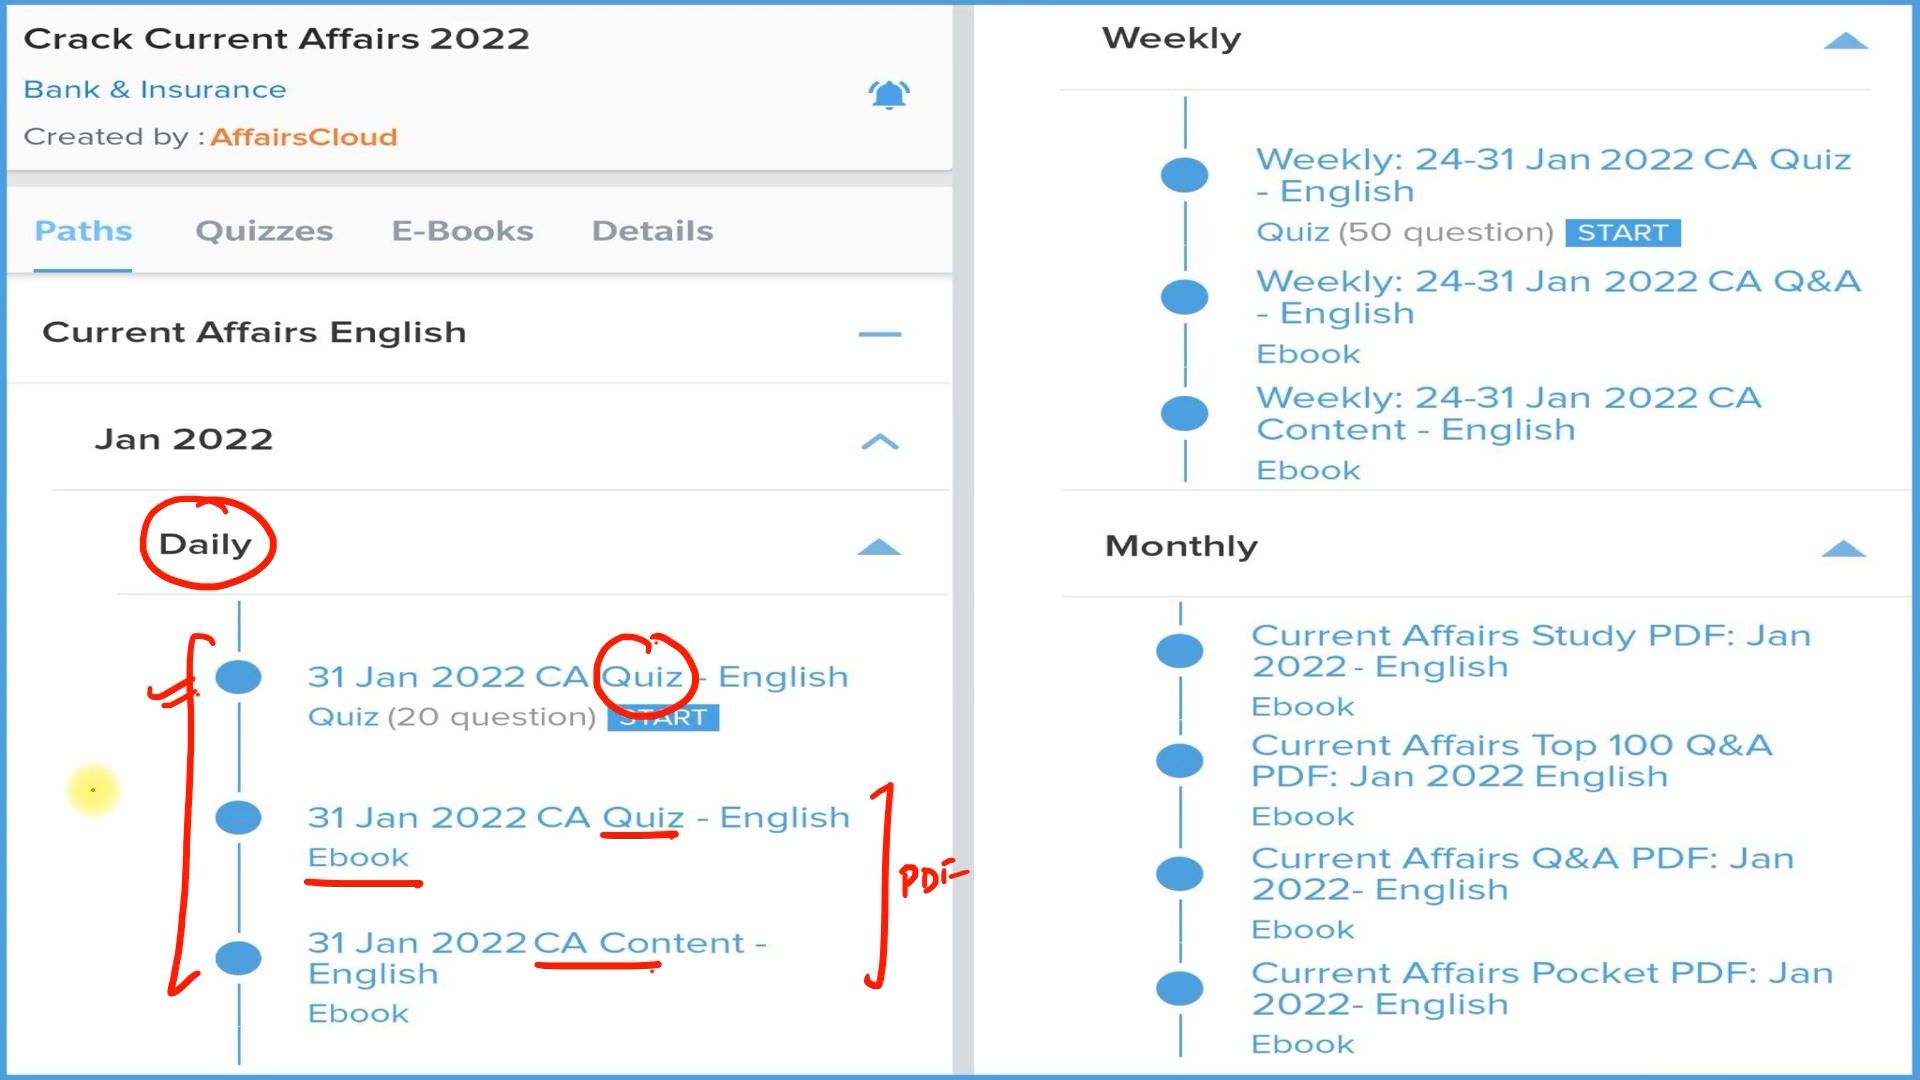 Crack Current Affairs 2022
Bank & Insurance
Created by : AffairsCloud
Paths Quizzes E-Books Details
Current Affairs English
Jan 2022
Daily
31 Jan 2022 CA Quiz - English
Quiz (20 question) START
31 Jan 2022 CA Quiz - English
Ebook
PDF
31 Jan 2022 CA Content -
English
Ebook
Weekly
Weekly: 24-31 Jan 2022 CA Quiz
- English
Quiz (50 question) START
Weekly: 24-31 Jan 2022 CA Q&A
- English
Ebook
Weekly: 24-31 Jan 2022 CA
Content - English
Ebook
Monthly
Current Affairs Study PDF: Jan
2022- English
Ebook
Current Affairs Top 100 Q&A
PDF: Jan 2022 English
Ebook
Current Affairs Q&A PDF: Jan
2022- English
Ebook
Current Affairs Pocket PDF: Jan
2022- English
Ebook